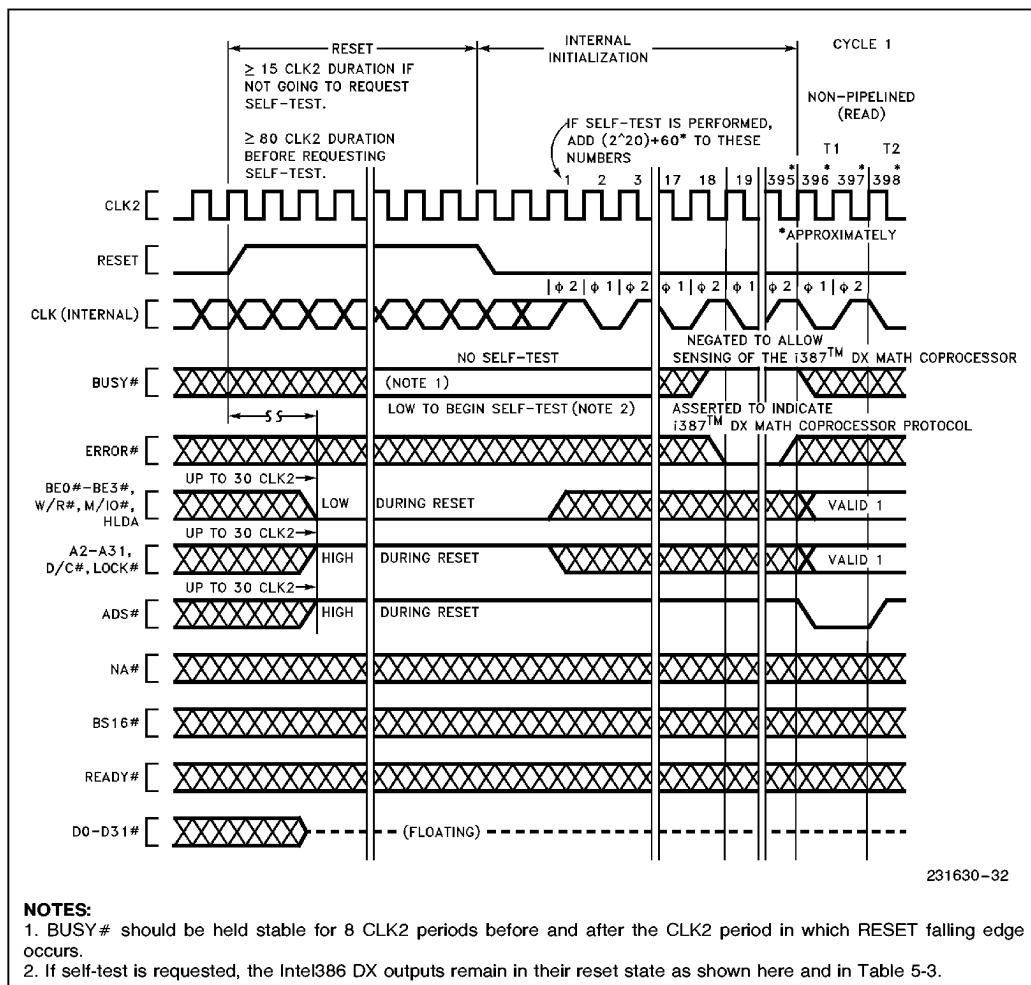 RESET
INTERNAL
INITIALIZATION
CYCLE 1
≥ 15 CLK2 DURATION IF
NOT GOING TO REQUEST
SELF-TEST.
≥ 80 CLK2 DURATION
BEFORE REQUESTING
SELF-TEST.
NON-PIPELINED
(READ)
IF SELF-TEST IS PERFORMED,
ADD (2^20)+60* TO THESE
NUMBERS
T1 T2
1 2 3 17 18 19 395* 396* 397* 398*
CLK2
*APPROXIMATELY
RESET
φ 2 φ 1 φ 2 φ 1 φ 2 φ 1 φ 2 φ 1 φ 2
CLK (INTERNAL)
NO SELF-TEST
NEGATED TO ALLOW
SENSING OF THE i387™ DX MATH COPROCESSOR
BUSY#
(NOTE 1)
LOW TO BEGIN SELF-TEST (NOTE 2)
ASSERTED TO INDICATE
i387™ DX MATH COPROCESSOR PROTOCOL
ERROR#
UP TO 30 CLK2
BE0#-BE3#,
W/R#, M/IO#,
HLDA
LOW DURING RESET
VALID 1
UP TO 30 CLK2
A2-A31,
D/C#, LOCK#
HIGH DURING RESET
VALID 1
UP TO 30 CLK2
ADS#
HIGH DURING RESET
NA#
BS16#
READY#
D0-D31#
(FLOATING)
231630-32
NOTES:
1. BUSY# should be held stable for 8 CLK2 periods before and after the CLK2 period in which RESET falling edge
occurs.
2. If self-test is requested, the Intel386 DX outputs remain in their reset state as shown here and in Table 5-3.